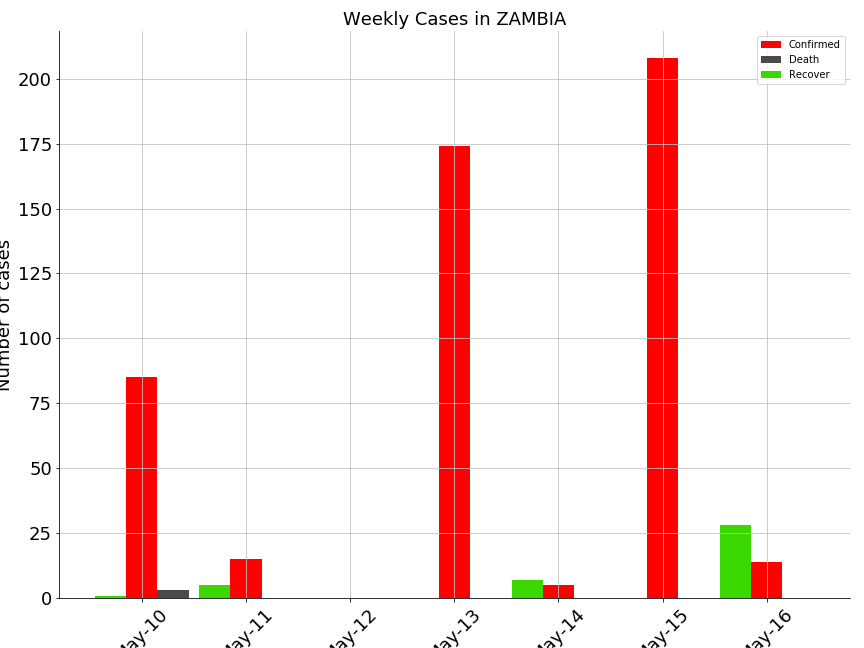 Weekly Cases in ZAMBIA
Confirmed
Death
Recover
Number of cases
200
175
150
125
100
75
50
25
0
May-10
May-11
May-12
May-13
May-14
May-15
May-16